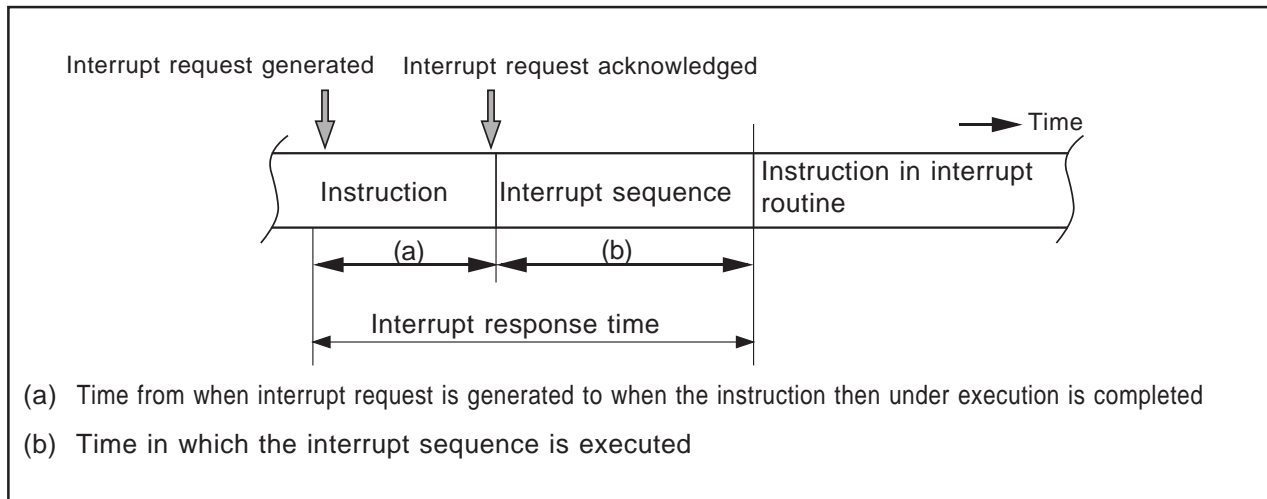 Interrupt request generated
Interrupt request acknowledged
Time
Instruction
Interrupt sequence
Instruction in interrupt
routine
(a)
(b)
Interrupt response time
(a) Time from when interrupt request is generated to when the instruction then under execution is completed
(b) Time in which the interrupt sequence is executed